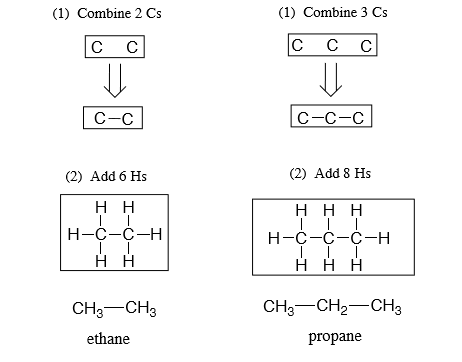 (1) Combine 2 Cs
C C
C–C
(2) Add 6 Hs
H H
H–C–C–H
H H
CH₃—CH₃
ethane
(1) Combine 3 Cs
C C C
C–C–C
(2) Add 8 Hs
H H H
H–C–C–C–H
H H H
CH₃—CH₂—CH₃
propane